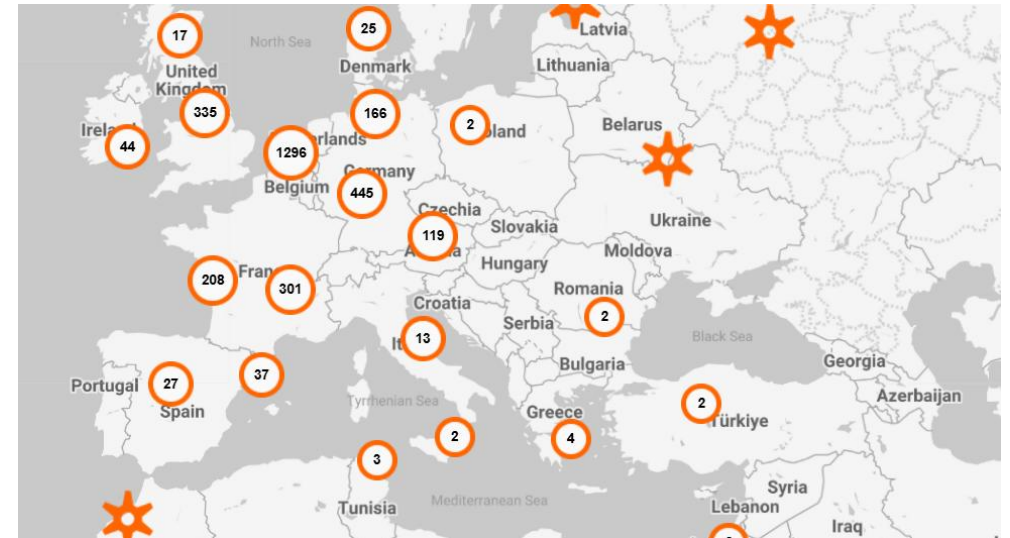 17
25
North Sea
Latvia
Denmark
Lithuania
United
Kingdom
335
166
2
Belarus
44
1296
Belgium
Germany
445
Czechia
Ukraine
Slovakia
119
Moldova
Hungary
208
301
Romania
Croatia
2
Serbia
13
Black Sea
Bulgaria
Georgia
37
27
Portugal
Azerbaijan
Tyrrhenian Sea
2
Spain
Greece
Türkiye
2
4
3
Syria
Mediterranean Sea
Tunisia
Lebanon
Iraq